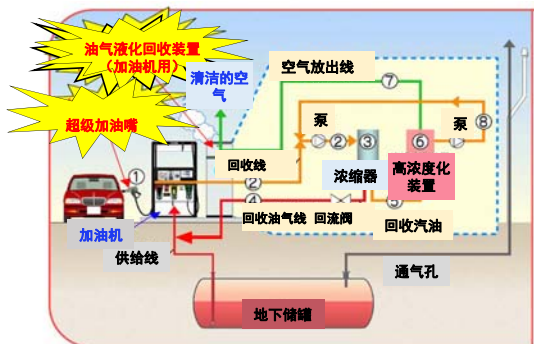 油气液化回收装置
（加油机用）
清洁的空
气
空气放出线
⑦
超级加油嘴
泵
泵
⑧
②
③
⑥
回收线
浓缩器
高浓度化
装置
①
②
④
⑤
回收油气线
回流阀
回收汽油
加油机
供给线
通气孔
地下储罐